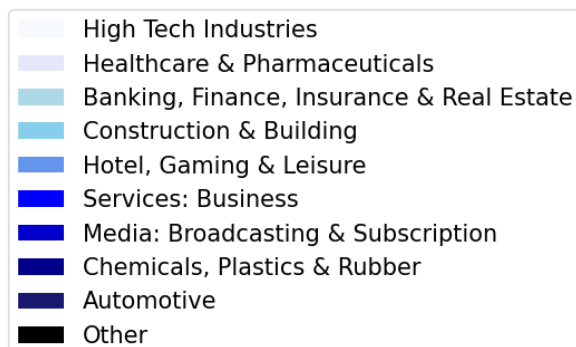 High Tech Industries
Healthcare & Pharmaceuticals
Banking, Finance, Insurance & Real Estate
Construction & Building
Hotel, Gaming & Leisure
Services: Business
Media: Broadcasting & Subscription
Chemicals, Plastics & Rubber
Automotive
Other